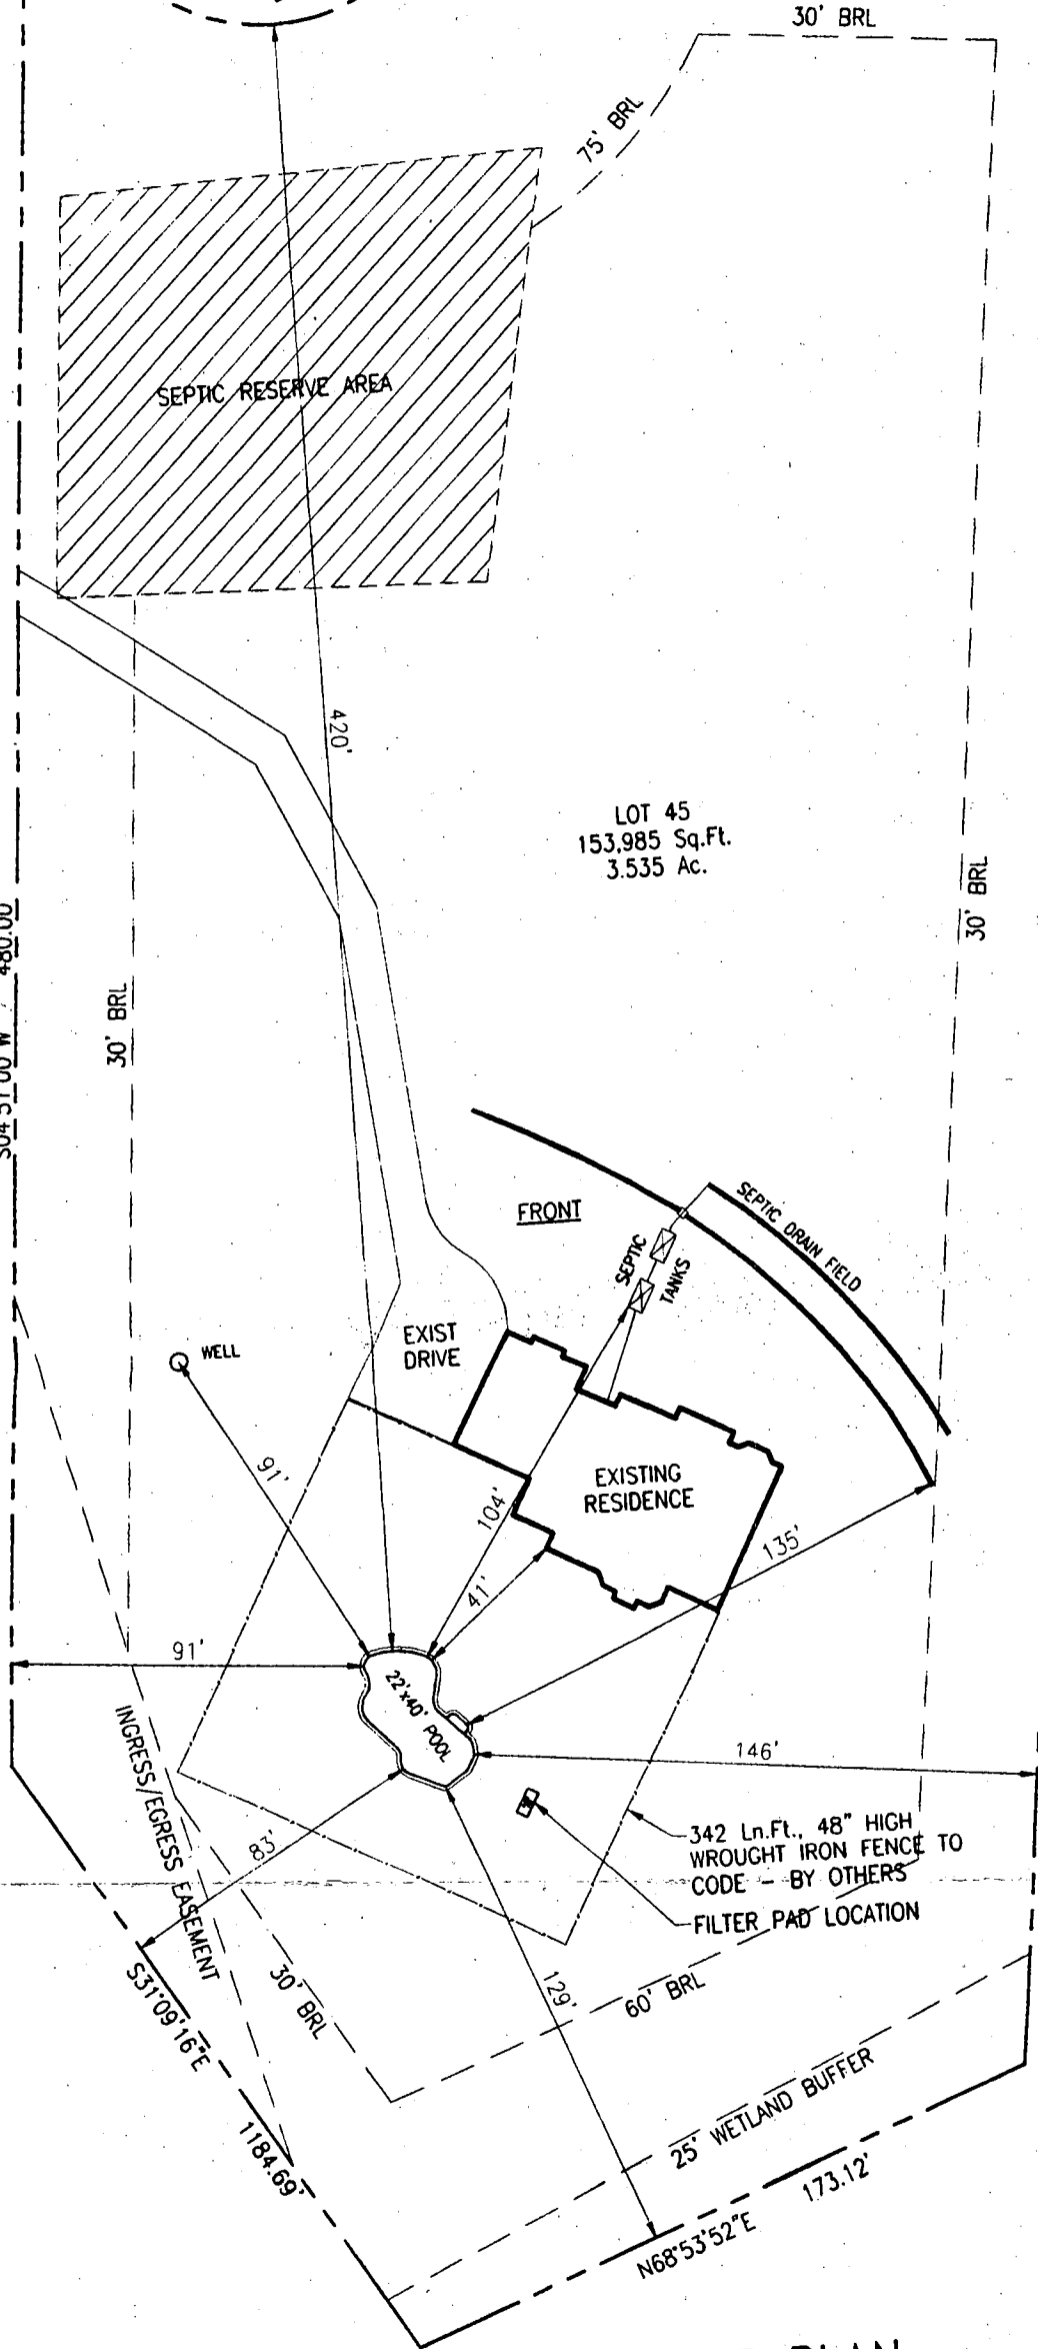 30' BRL
75' BRL
SEPTIC RESERVE AREA
420'
LOT 45
153,985 Sq.Ft.
3.535 Ac.
30' BRL
480.00
30' BRL
FRONT
SEPTIC
TANKS
SEPTIC DRAIN FIELD
EXIST
DRIVE
WELL
91'
104'
EXISTING
RESIDENCE
41'
135'
91'
22'x40' POOL
146'
INGRESS/EGRESS EASEMENT
83'
342 Ln.Ft., 48" HIGH
WROUGHT IRON FENCE TO
CODE - BY OTHERS
FILTER PAD LOCATION
S31°09'16"E
30' BRL
129'
60' BRL
25' WETLAND BUFFER
1184.69'
173.12'
N68°53'52"E
PLAN